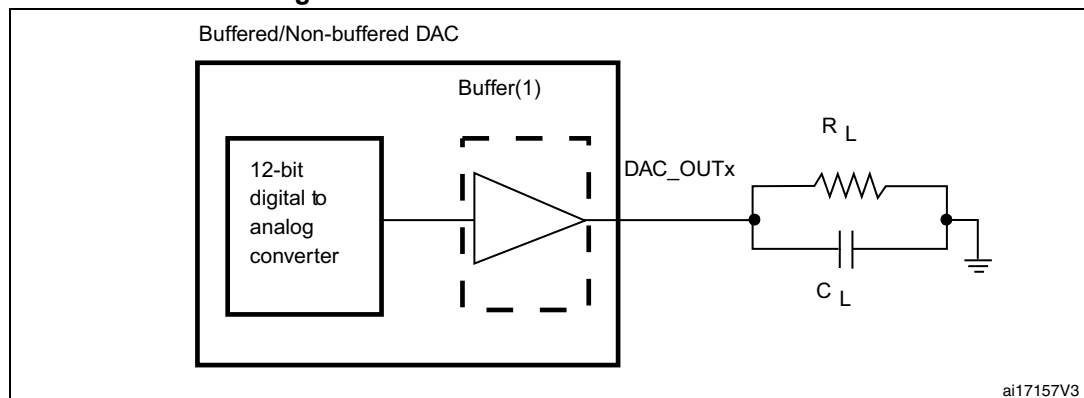 Buffered/Non-buffered DAC
Buffer(1)
12-bit
digital to
analog
converter
DAC_OUTx
R L
C L
ai17157V3